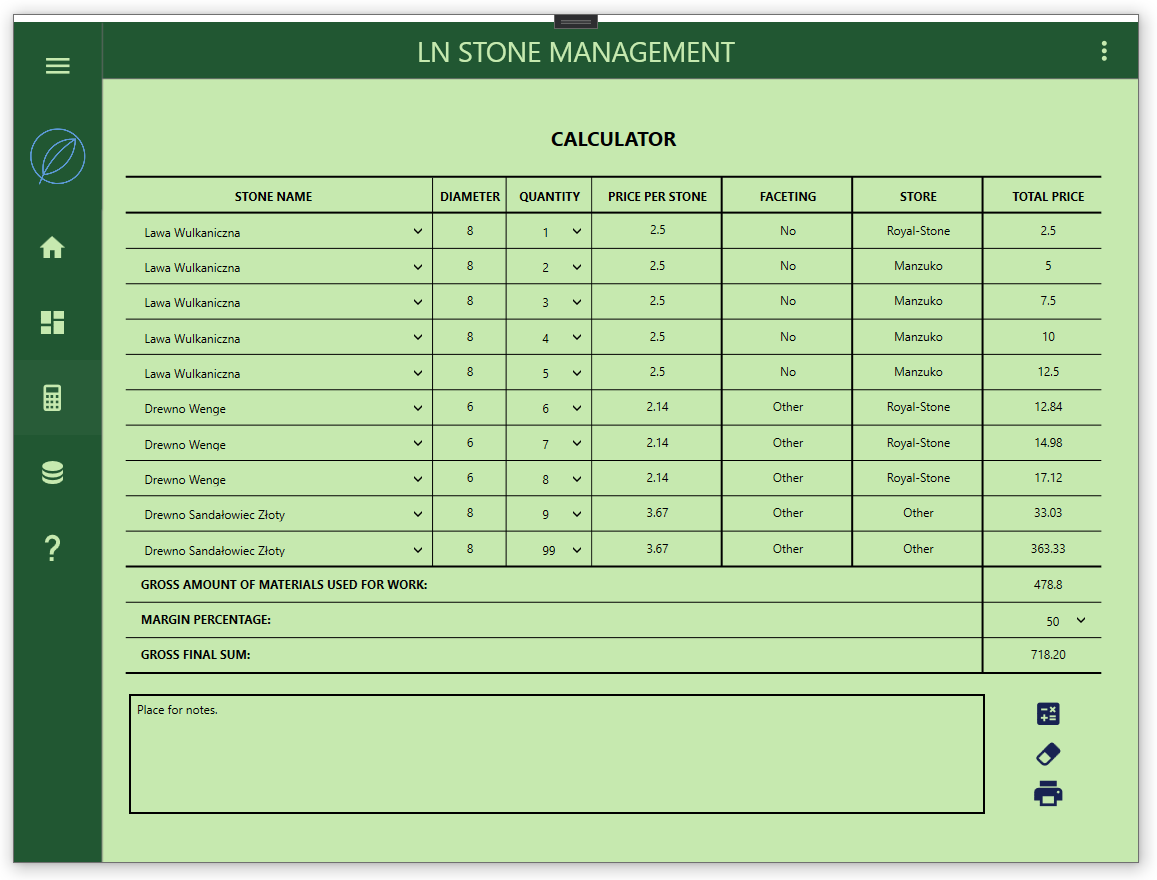 LN STONE MANAGEMENT
CALCULATOR
STONE NAME DIAMETER QUANTITY PRICE PER STONE FACETING STORE TOTAL PRICE
Lawa Wulkaniczna 8 1 2.5 No Royal-Stone 2.5
Lawa Wulkaniczna 8 2 2.5 No Manzuko 5
Lawa Wulkaniczna 8 3 2.5 No Manzuko 7.5
Lawa Wulkaniczna 8 4 2.5 No Manzuko 10
Lawa Wulkaniczna 8 5 2.5 No Manzuko 12.5
Drewno Wenge 6 6 2.14 Other Royal-Stone 12.84
Drewno Wenge 6 7 2.14 Other Royal-Stone 14.98
Drewno Wenge 6 8 2.14 Other Royal-Stone 17.12
Drewno Sandałowiec Złoty 8 9 3.67 Other Other 33.03
Drewno Sandałowiec Złoty 8 99 3.67 Other Other 363.33
GROSS AMOUNT OF MATERIALS USED FOR WORK: 478.8
MARGIN PERCENTAGE: 50
GROSS FINAL SUM: 718.20
Place for notes.